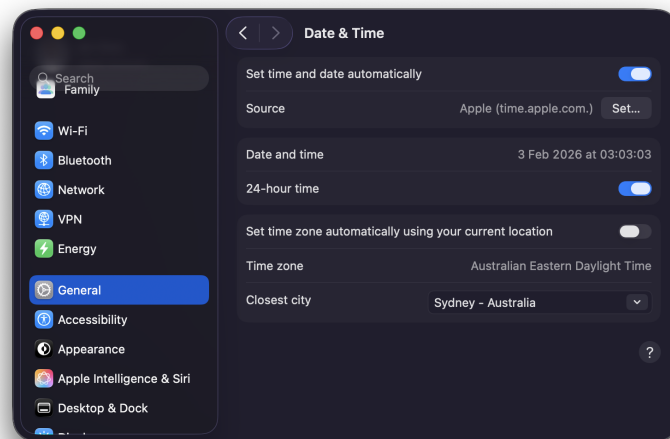 Date & Time
Search
Family
Wi-Fi
Bluetooth
Network
VPN
Energy
General
Accessibility
Appearance
Apple Intelligence & Siri
Desktop & Dock
Set time and date automatically
Source Apple (time.apple.com.) Set...
Date and time 3 Feb 2026 at 03:03:03
24-hour time
Set time zone automatically using your current location
Time zone Australian Eastern Daylight Time
Closest city Sydney - Australia
?